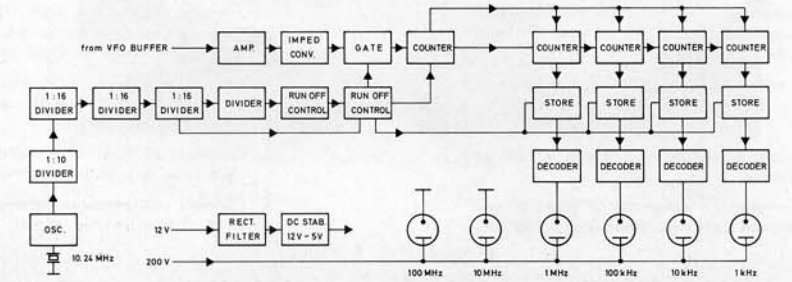 from VFO BUFFER
AMP.
IMPED
CONV.
GATE
COUNTER
COUNTER
COUNTER
COUNTER
COUNTER
1:16
DIVIDER
1:16
DIVIDER
1:16
DIVIDER
DIVIDER
RUN OFF
CONTROL
RUN OFF
CONTROL
STORE
STORE
STORE
STORE
1:10
DIVIDER
DECODER
DECODER
DECODER
DECODER
OSC.
12V
RECT.
FILTER
DC STAB.
12V – 5V
10.24 MHz
200 V
100 MHz
10 MHz
1 MHz
100 kHz
10 kHz
1 kHz